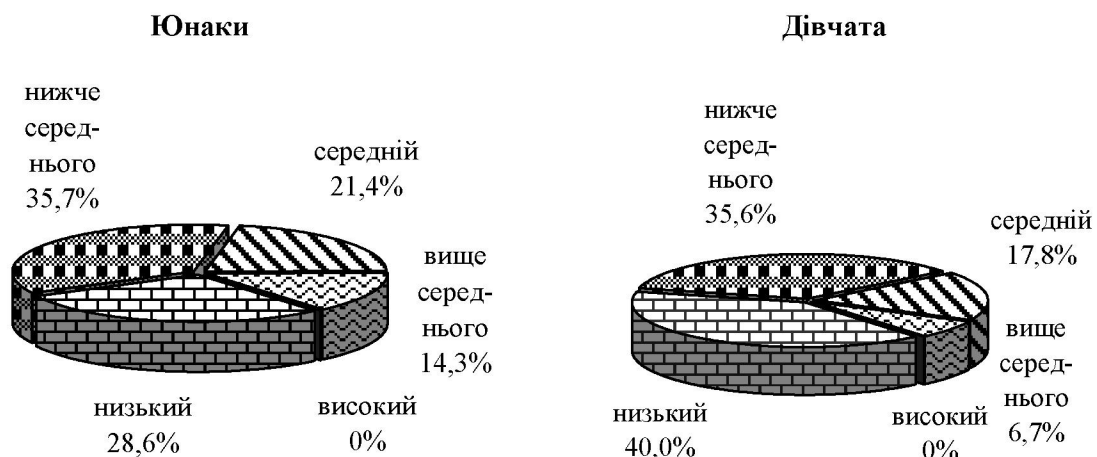 Юнаки
нижче
серед-
нього
35,7%
середній
21,4%
вище
серед-
нього
14,3%
низький
28,6%
високий
0%
Дівчата
нижче
серед-
нього
35,6%
середній
17,8%
вище
серед-
нього
6,7%
низький
40,0%
високий
0%